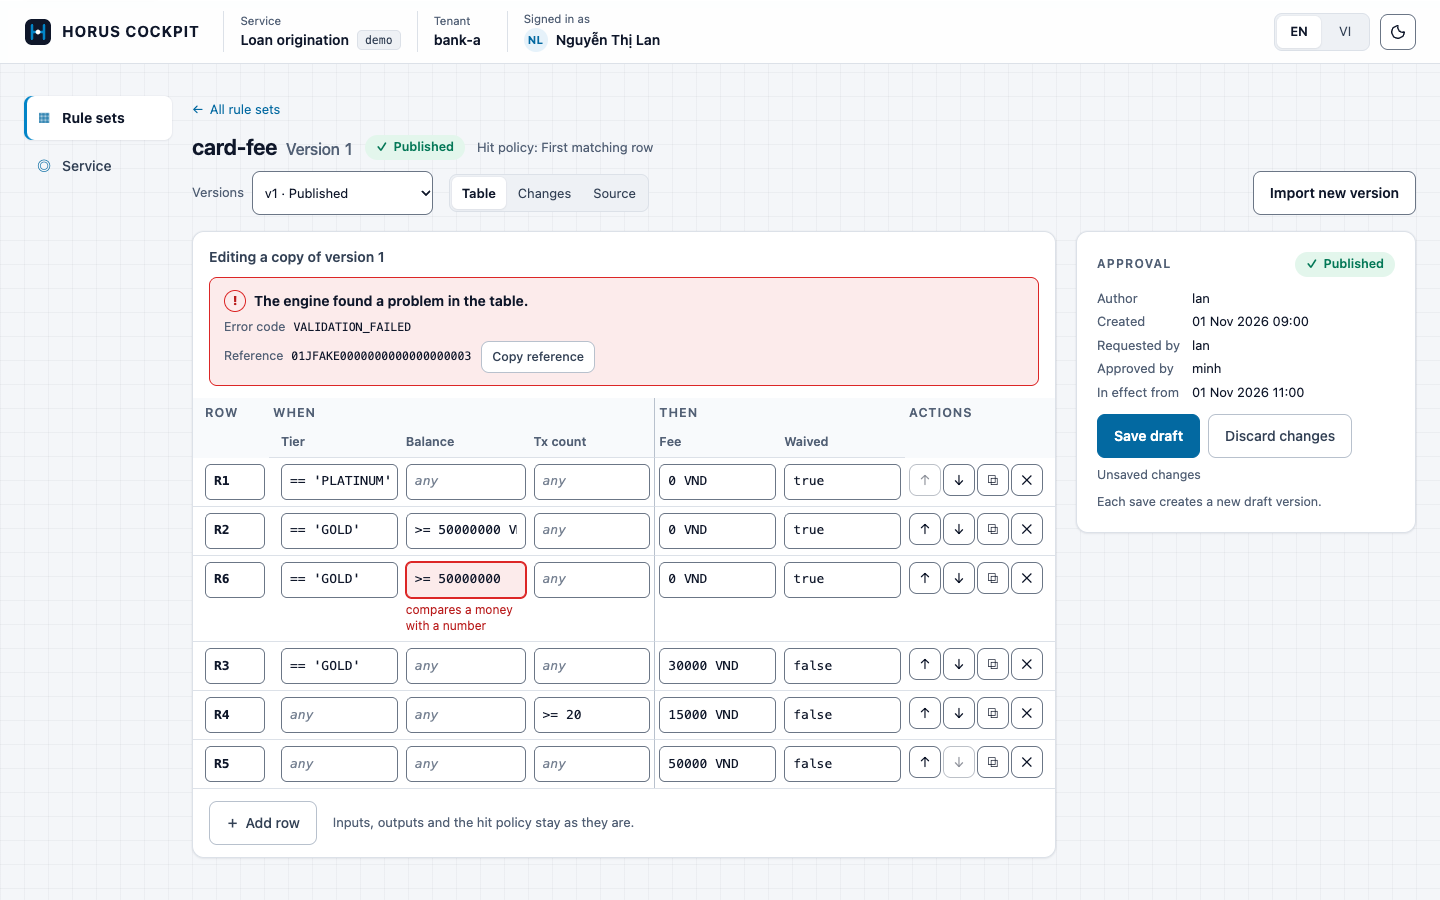 HORUS COCKPIT
Service
Loan origination demo
Tenant
bank-a
Signed in as
NL Nguyễn Thị Lan
EN VI
Rule sets
Service
← All rule sets
card-fee Version 1 ✓ Published Hit policy: First matching row
Versions v1 · Published Table Changes Source Import new version
Editing a copy of version 1
! The engine found a problem in the table.
Error code VALIDATION_FAILED
Reference 01JFAKE0000000000000000003 Copy reference
ROW WHEN THEN ACTIONS
Tier Balance Tx count Fee Waived
R1 == 'PLATINUM' any any 0 VND true ↑ ↓ ✕
R2 == 'GOLD' >= 50000000 V any 0 VND true ↑ ↓ ✕
R6 == 'GOLD' >= 50000000 any 0 VND true ↑ ↓ ✕
compares a money
with a number
R3 == 'GOLD' any any 30000 VND false ↑ ↓ ✕
R4 any any >= 20 15000 VND false ↑ ↓ ✕
R5 any any any 50000 VND false ↑ ↓ ✕
+ Add row Inputs, outputs and the hit policy stay as they are.
APPROVAL ✓ Published
Author lan
Created 01 Nov 2026 09:00
Requested by lan
Approved by minh
In effect from 01 Nov 2026 11:00
Save draft Discard changes
Unsaved changes
Each save creates a new draft version.